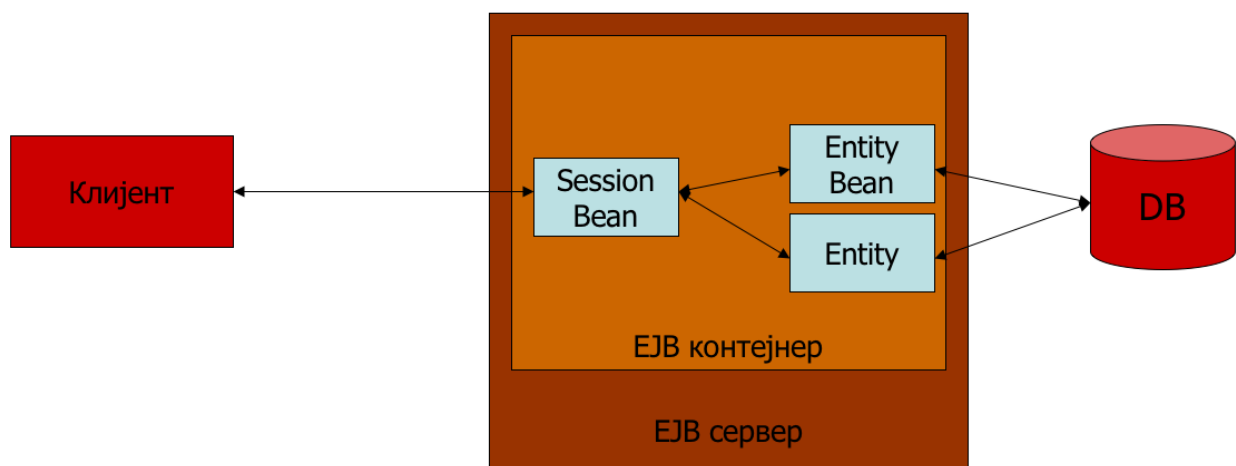 Клијент
Session
Bean
Entity
Bean
Entity
DB
EJB контејнер
EJB сервер